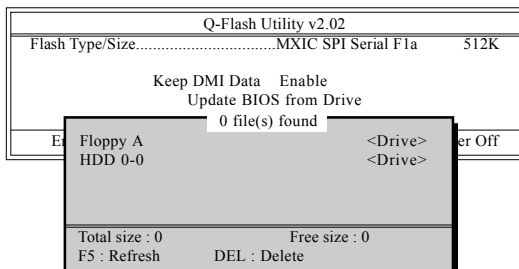 Q-Flash Utility v2.02
Flash Type/Size.................................MXIC SPI Serial F1a 512K
Keep DMI Data Enable
Update BIOS from Drive
0 file(s) found
Floppy A <Drive>
HDD 0-0 <Drive>
er Off
Total size : 0 Free size : 0
F5 : Refresh DEL : Delete